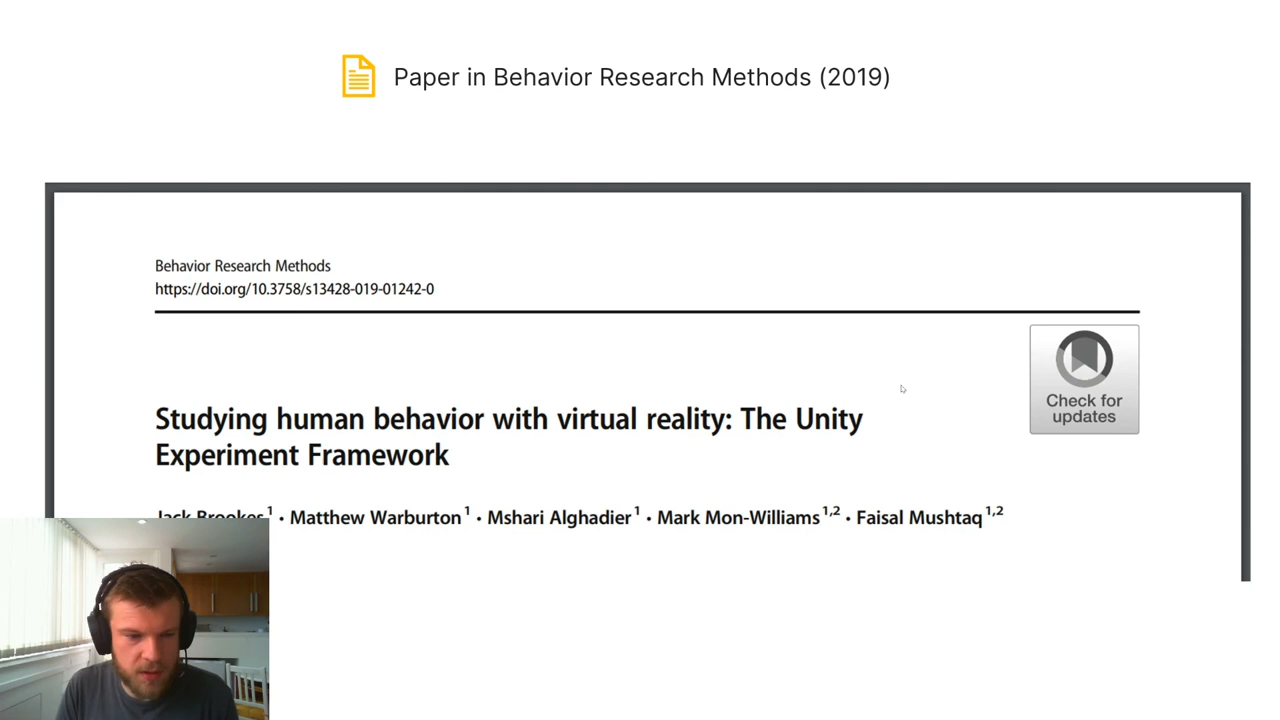 Paper in Behavior Research Methods (2019)
Behavior Research Methods
https://doi.org/10.3758/s13428-019-01242-0
Check for
updates
Studying human behavior with virtual reality: The Unity
Experiment Framework
Jack Brookes1 · Matthew Warburton1 · Mshari Alghadier1 · Mark Mon-Williams1,2 · Faisal Mushtaq1,2